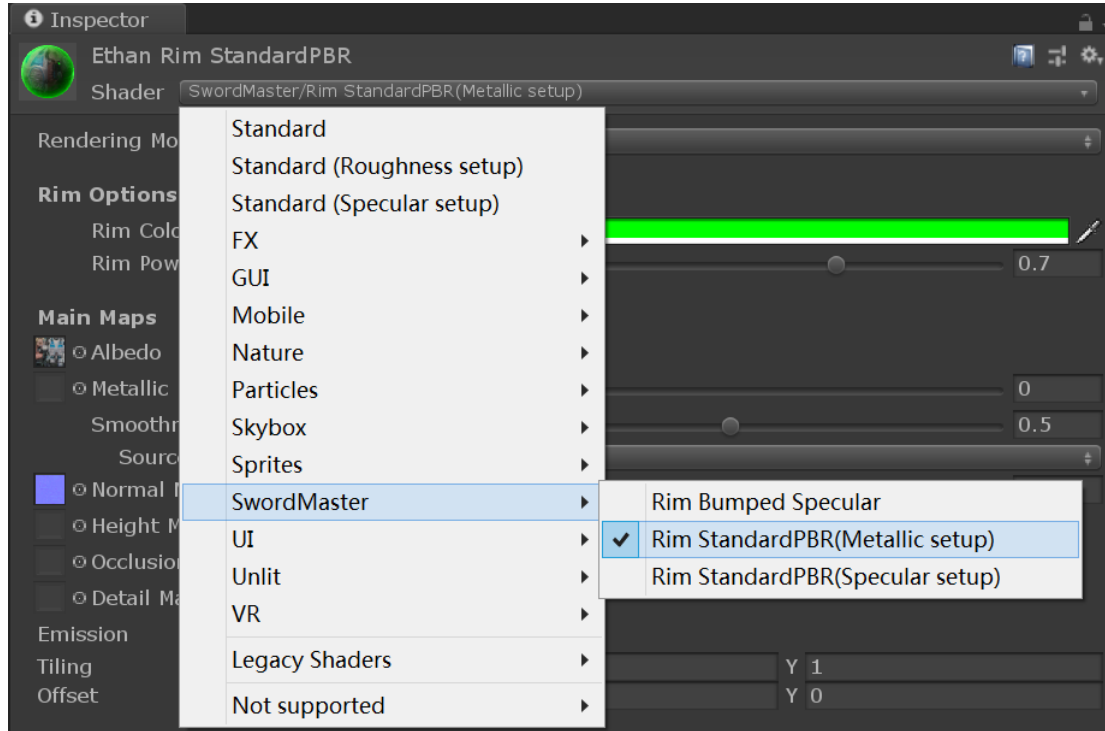 Inspector
Ethan Rim StandardPBR
Shader SwordMaster/Rim StandardPBR(Metallic setup)
Rendering Mo
Rim Options
Rim Colo
Rim Pow 0.7
Main Maps
Albedo
Metallic 0
Smoothn 0.5
Sourc
Normal M
Height M
Occlusion
Detail Ma
Emission
Tiling Y 1
Offset Y 0
Standard
Standard (Roughness setup)
Standard (Specular setup)
FX
GUI
Mobile
Nature
Particles
Skybox
Sprites
SwordMaster
UI
Unlit
VR
Legacy Shaders
Not supported
Rim Bumped Specular
Rim StandardPBR(Metallic setup)
Rim StandardPBR(Specular setup)